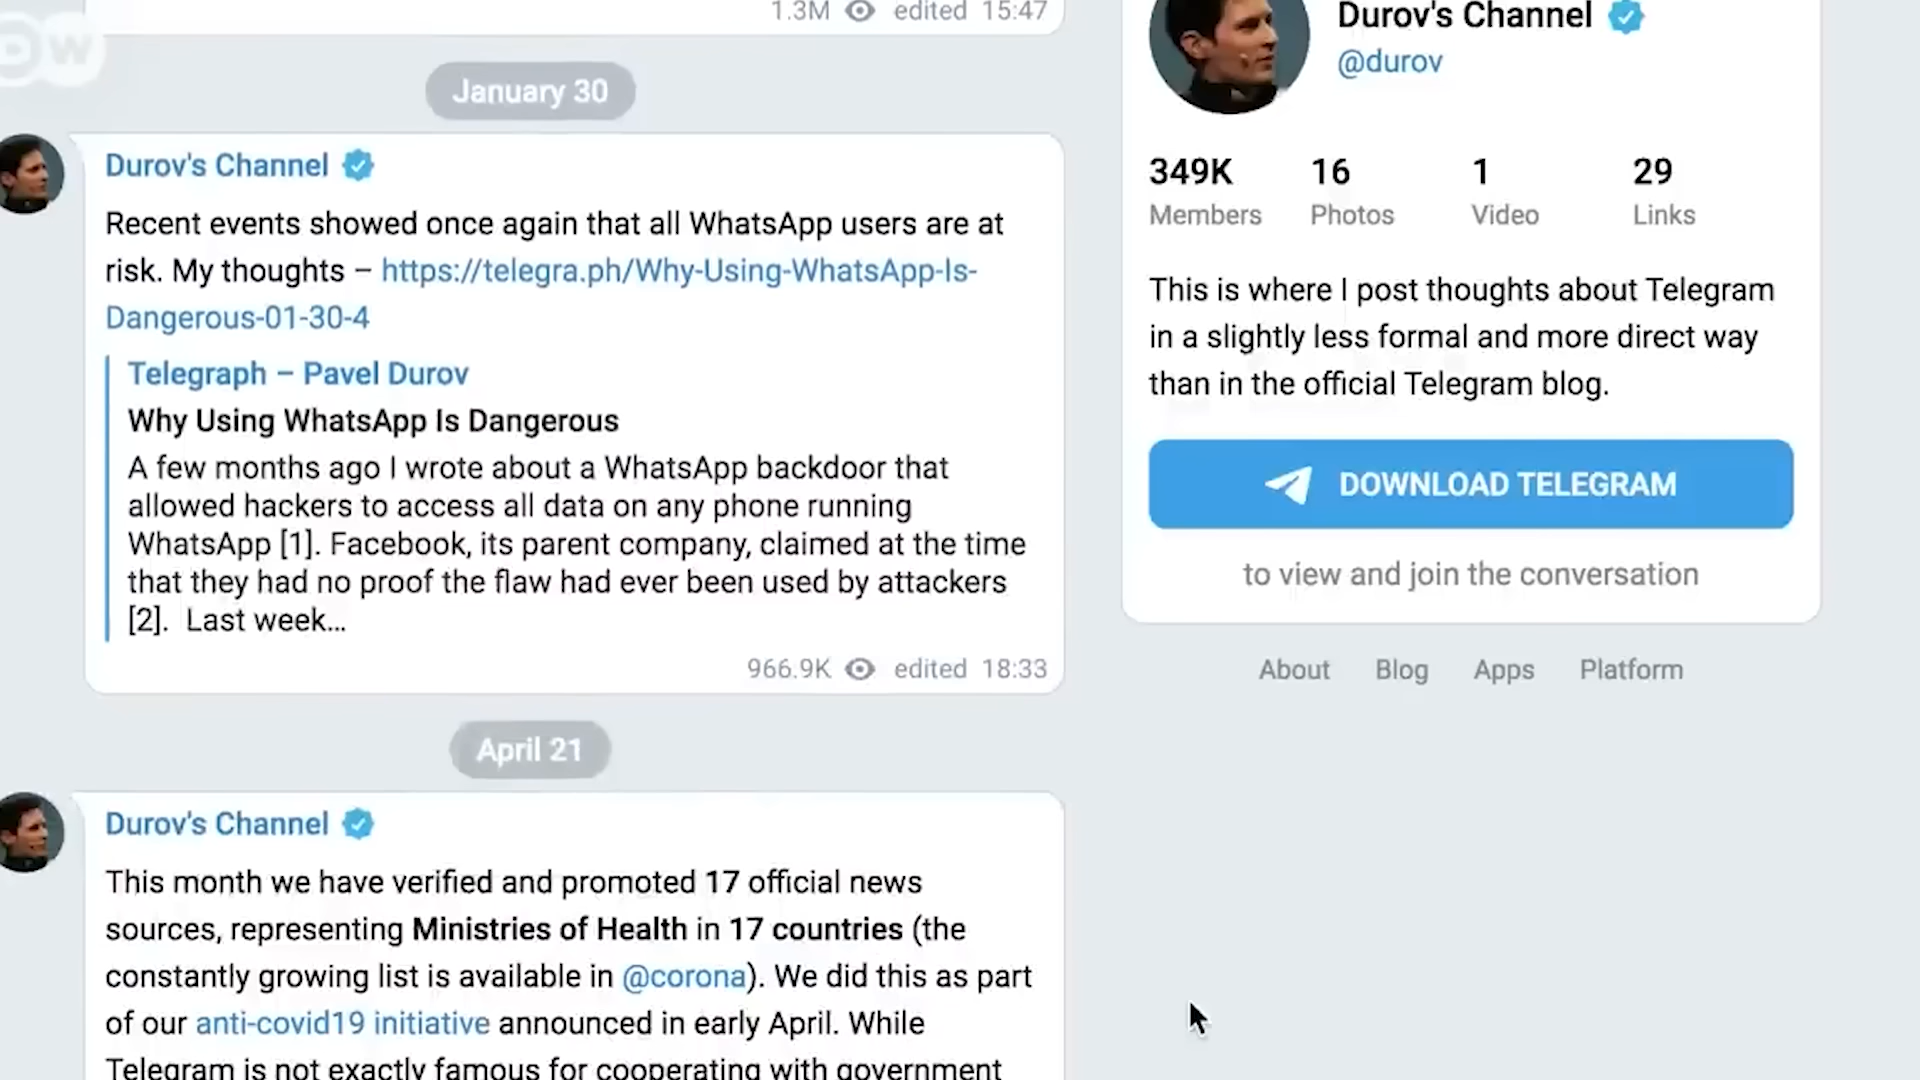 DW
1.3M edited 15:47
January 30
Durov's Channel
Recent events showed once again that all WhatsApp users are at
risk. My thoughts – https://telegra.ph/Why-Using-WhatsApp-Is-
Dangerous-01-30-4
Telegraph – Pavel Durov
Why Using WhatsApp Is Dangerous
A few months ago I wrote about a WhatsApp backdoor that
allowed hackers to access all data on any phone running
WhatsApp [1]. Facebook, its parent company, claimed at the time
that they had no proof the flaw had ever been used by attackers
[2].  Last week...
966.9K edited 18:33
April 21
Durov's Channel
This month we have verified and promoted 17 official news
sources, representing Ministries of Health in 17 countries (the
constantly growing list is available in @corona). We did this as part
of our anti-covid19 initiative announced in early April. While
Telegram is not exactly famous for cooperating with government
Durov's Channel
@durov
349K 16 1 29
Members Photos Video Links
This is where I post thoughts about Telegram
in a slightly less formal and more direct way
than in the official Telegram blog.
DOWNLOAD TELEGRAM
to view and join the conversation
About Blog Apps Platform